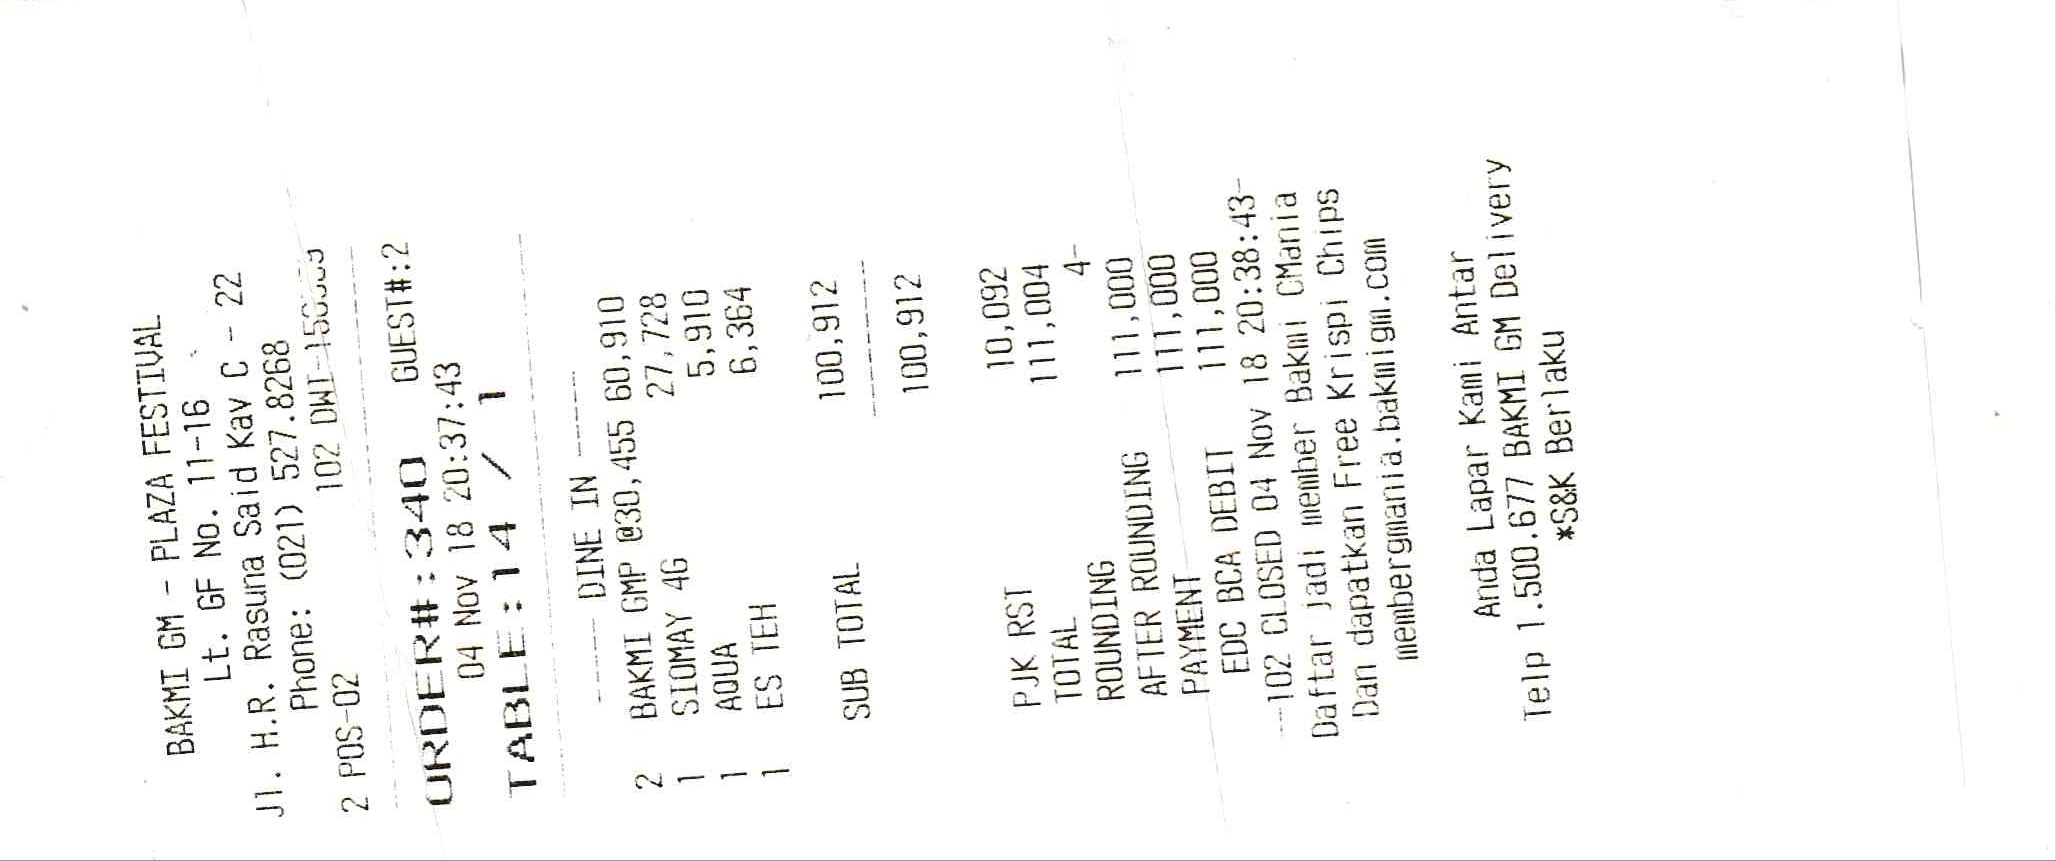 BAKMI GM - PLAZA FESTIVAL
Lt. GF No. 11-16
Jl. H.R. Rasuna Said Kav C - 22
Phone: (021) 527.8268
102 DWI
2 POS-02
ORDER#:340 GUEST#:2
04 Nov 18 20:37:43
TABLE:14 / 1
----- DINE IN -----
2 BAKMI GMP @30,455 60,910
1 SIOMAY 4G 27,728
1 AQUA 5,910
1 ES TEH 6,364
SUB TOTAL 100,912
100,912
PJK RST 10,092
TOTAL 111,004
ROUNDING 4-
AFTER ROUNDING 111,000
PAYMENT 111,000
EDC BCA DEBIT 111,000
--102 CLOSED 04 Nov 18 20:38:43-
Daftar jadi member Bakmi CMania
Dan dapatkan Free Krispi Chips
membergmania.bakmigm.com
Anda Lapar Kami Antar
Telp 1.500.677 BAKMI GM Delivery
*S&K Berlaku